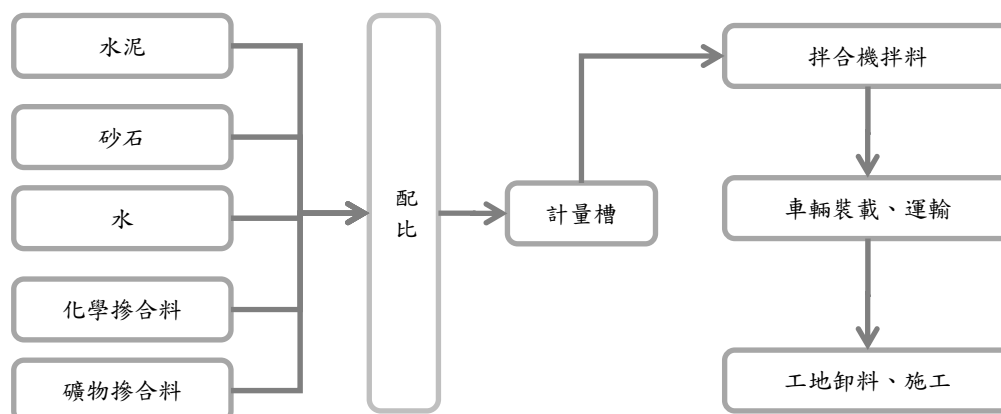 水泥
砂石
水
化學摻合料
礦物摻合料
配
比
計量槽
拌合機拌料
車輛裝載、運輸
工地卸料、施工